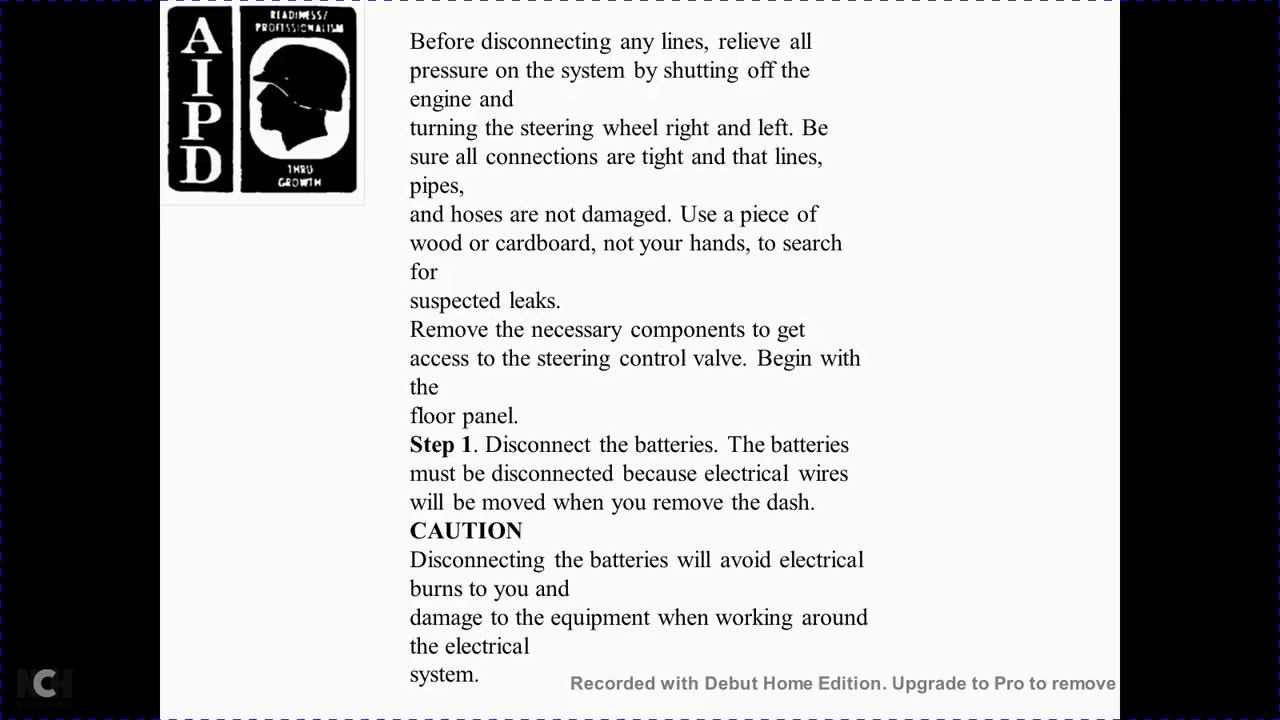 AIPD
READINESS/
PROFESSIONALISM
THRU
GROWTH
Before disconnecting any lines, relieve all
pressure on the system by shutting off the
engine and
turning the steering wheel right and left. Be
sure all connections are tight and that lines,
pipes,
and hoses are not damaged. Use a piece of
wood or cardboard, not your hands, to search
for
suspected leaks.
Remove the necessary components to get
access to the steering control valve. Begin with
the
floor panel.
Step 1. Disconnect the batteries. The batteries
must be disconnected because electrical wires
will be moved when you remove the dash.
CAUTION
Disconnecting the batteries will avoid electrical
burns to you and
damage to the equipment when working around
the electrical
system.
NCH
Recorded with Debut Home Edition. Upgrade to Pro to remove